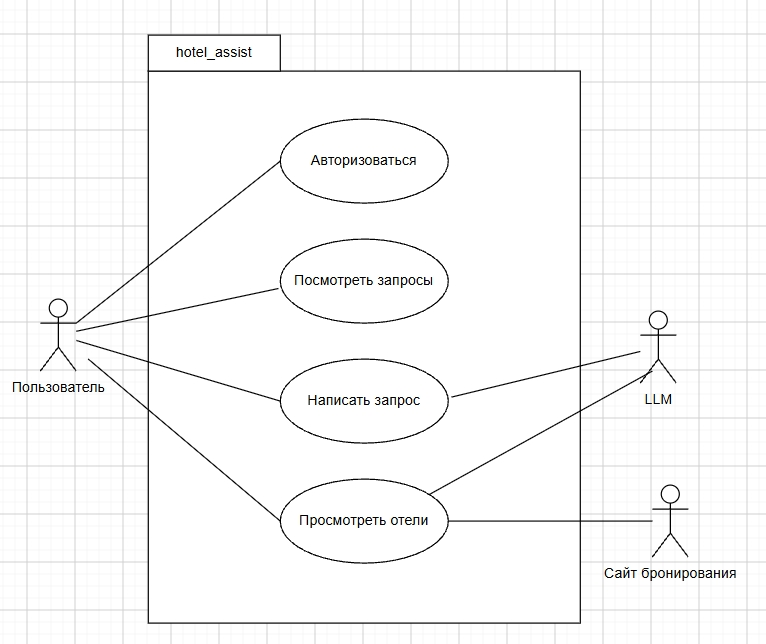 hotel_assist
Авторизоваться
Посмотреть запросы
Написать запрос
Просмотреть отели
Пользователь
LLM
Сайт бронирования